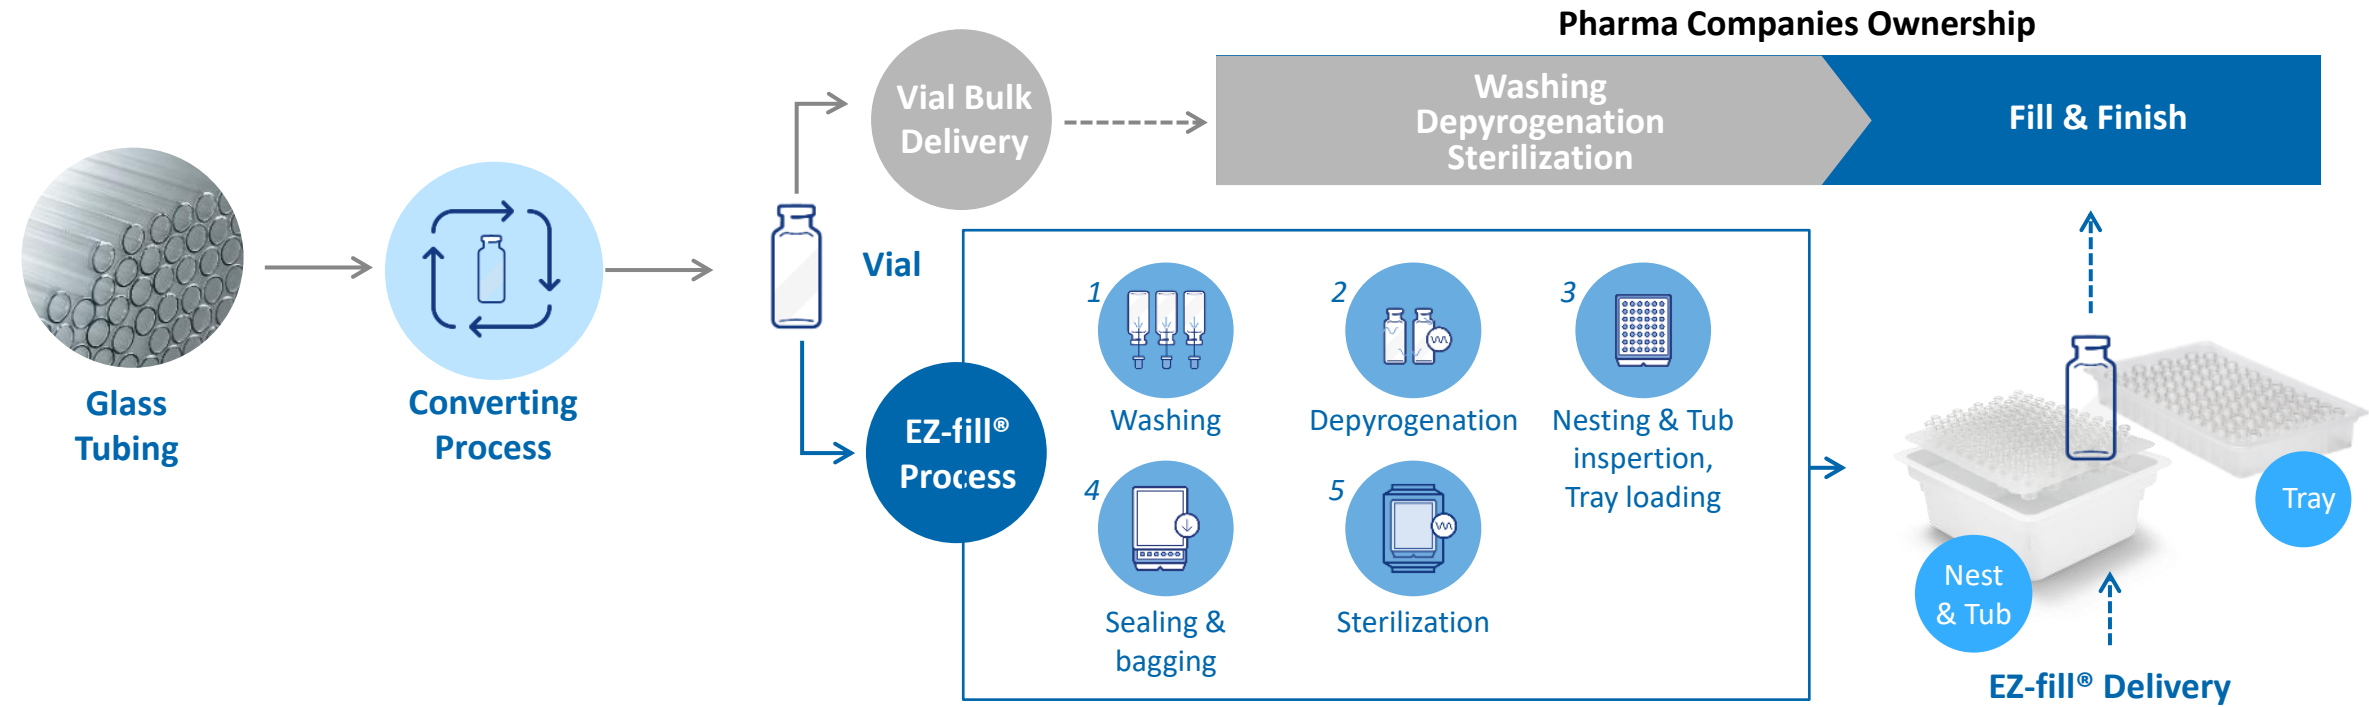 Pharma Companies Ownership
Vial Bulk
Delivery
Washing
Depyrogenation
Sterilization
Fill & Finish
Glass
Tubing
Converting
Process
Vial
EZ-fill®
Process
1
Washing
2
Depyrogenation
3
Nesting & Tub
inspertion,
Tray loading
4
Sealing &
bagging
5
Sterilization
Tray
Nest
& Tub
EZ-fill® Delivery